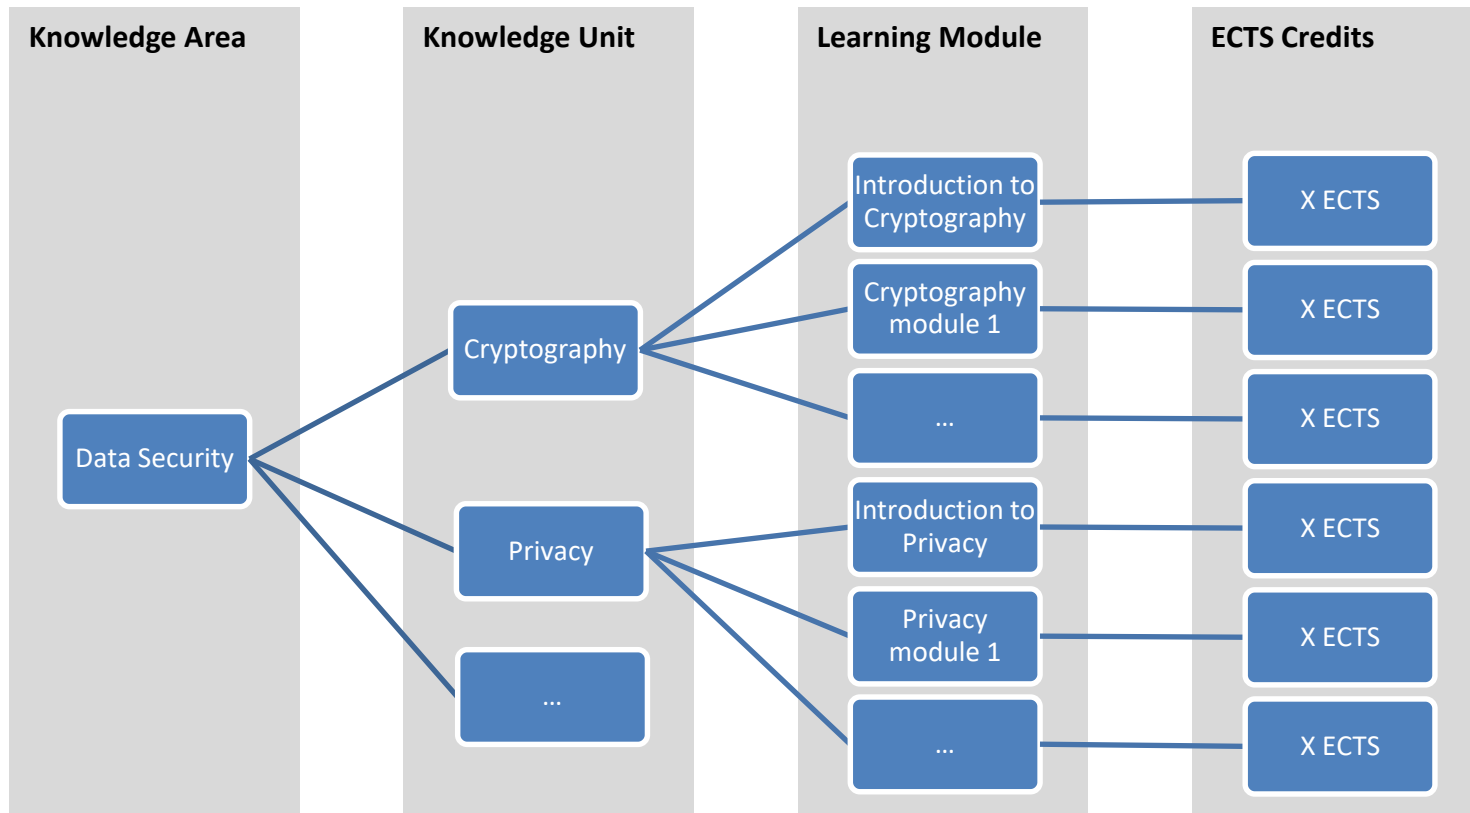 Knowledge Area
Knowledge Unit
Learning Module
ECTS Credits
Data Security
Cryptography
Privacy
...
Introduction to
Cryptography
Cryptography
module 1
...
Introduction to
Privacy
Privacy
module 1
...
X ECTS
X ECTS
X ECTS
X ECTS
X ECTS
X ECTS